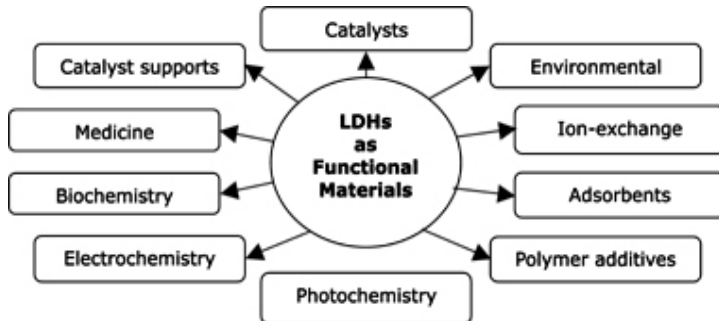 Catalysts
Catalyst supports
Environmental
Medicine
LDHs
as
Functional
Materials
Ion-exchange
Biochemistry
Adsorbents
Electrochemistry
Polymer additives
Photochemistry